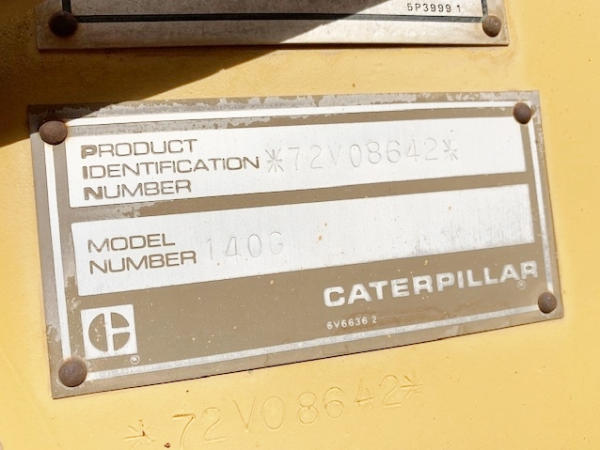 5P3999 1
PRODUCT
IDENTIFICATION
NUMBER
*72V08642*
MODEL
NUMBER
140G
CATERPILLAR
®
6V6636 2
C
®
*72V08642*